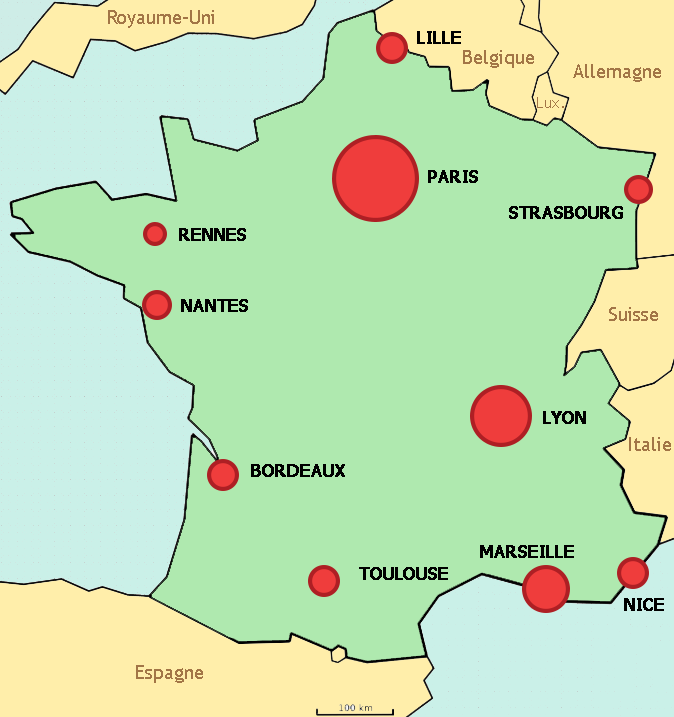 Royaume-Uni
LILLE
Belgique
Allemagne
Lux.
PARIS
STRASBOURG
RENNES
NANTES
Suisse
LYON
Italie
BORDEAUX
MARSEILLE
TOULOUSE
NICE
Espagne
100 km